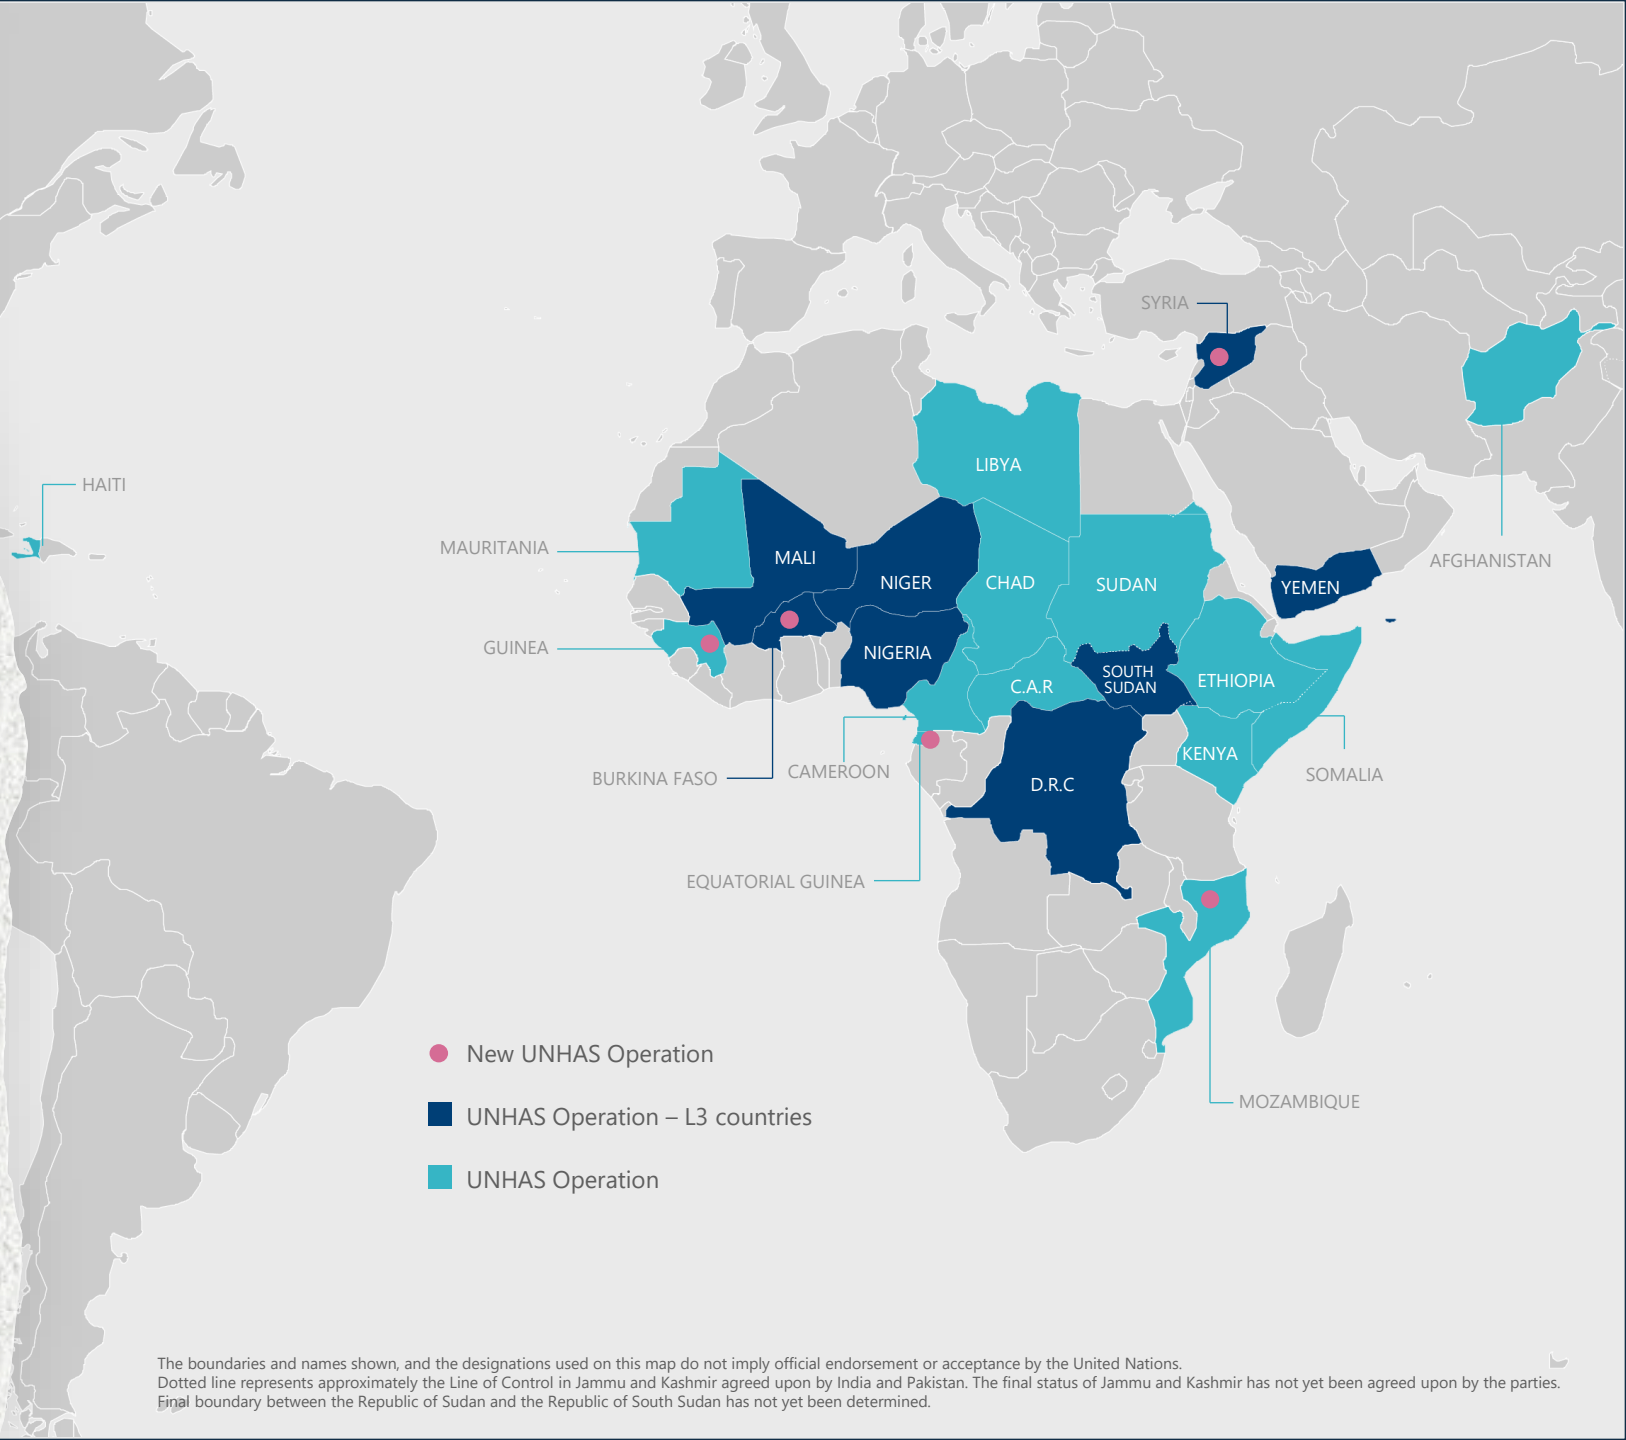 SYRIA
LIBYA
HAITI
MAURITANIA
MALI
NIGER
CHAD
SUDAN
YEMEN
AFGHANISTAN
GUINEA
NIGERIA
C.A.R
SOUTH
SUDAN
ETHIOPIA
KENYA
SOMALIA
BURKINA FASO
CAMEROON
D.R.C
EQUATORIAL GUINEA
MOZAMBIQUE
New UNHAS Operation
UNHAS Operation – L3 countries
UNHAS Operation
The boundaries and names shown, and the designations used on this map do not imply official endorsement or acceptance by the United Nations.
Dotted line represents approximately the Line of Control in Jammu and Kashmir agreed upon by India and Pakistan. The final status of Jammu and Kashmir has not yet been agreed upon by the parties.
Final boundary between the Republic of Sudan and the Republic of South Sudan has not yet been determined.